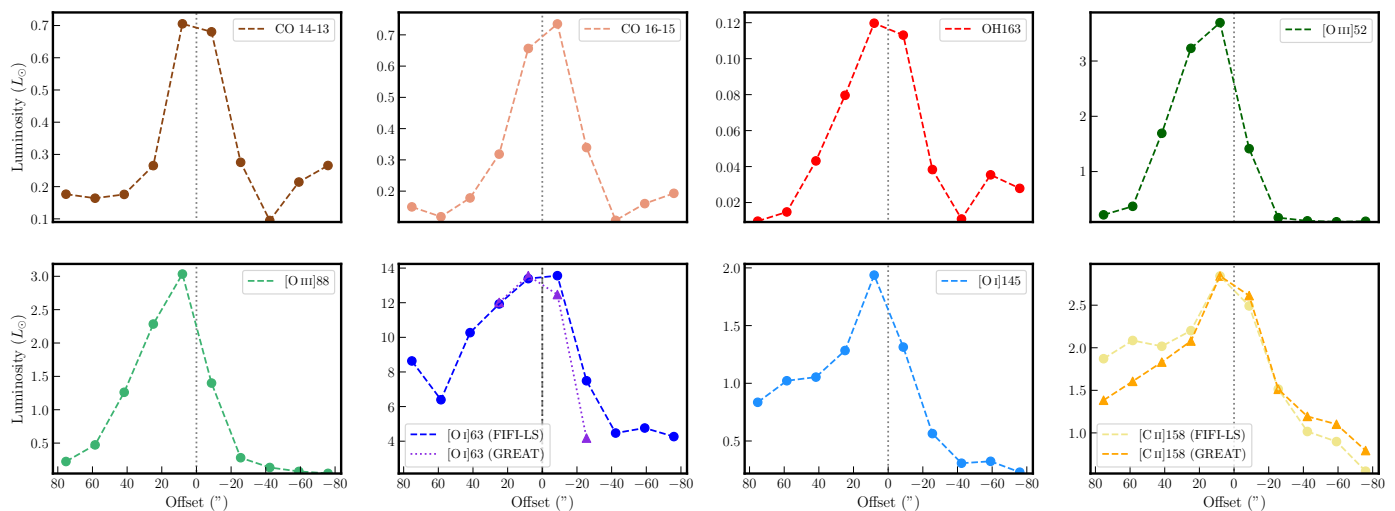 CO 14-13
CO 16-15
OH163
[O III]52
0.7
0.6
0.5
0.4
0.3
0.2
0.1
Luminosity (L⊙)
0.7
0.6
0.5
0.4
0.3
0.2
0.12
0.10
0.08
0.06
0.04
0.02
3
2
1
[O III]88
[O I]63 (FIFI-LS)
[O I]63 (GREAT)
[O I]145
[C II]158 (FIFI-LS)
[C II]158 (GREAT)
3.0
2.5
2.0
1.5
1.0
0.5
Luminosity (L⊙)
14
12
10
8
6
4
2.0
1.5
1.0
0.5
2.5
2.0
1.5
1.0
80 60 40 20 0 −20 −40 −60 −80
80 60 40 20 0 −20 −40 −60 −80
80 60 40 20 0 −20 −40 −60 −80
80 60 40 20 0 −20 −40 −60 −80
Offset (”)
Offset (”)
Offset (”)
Offset (”)